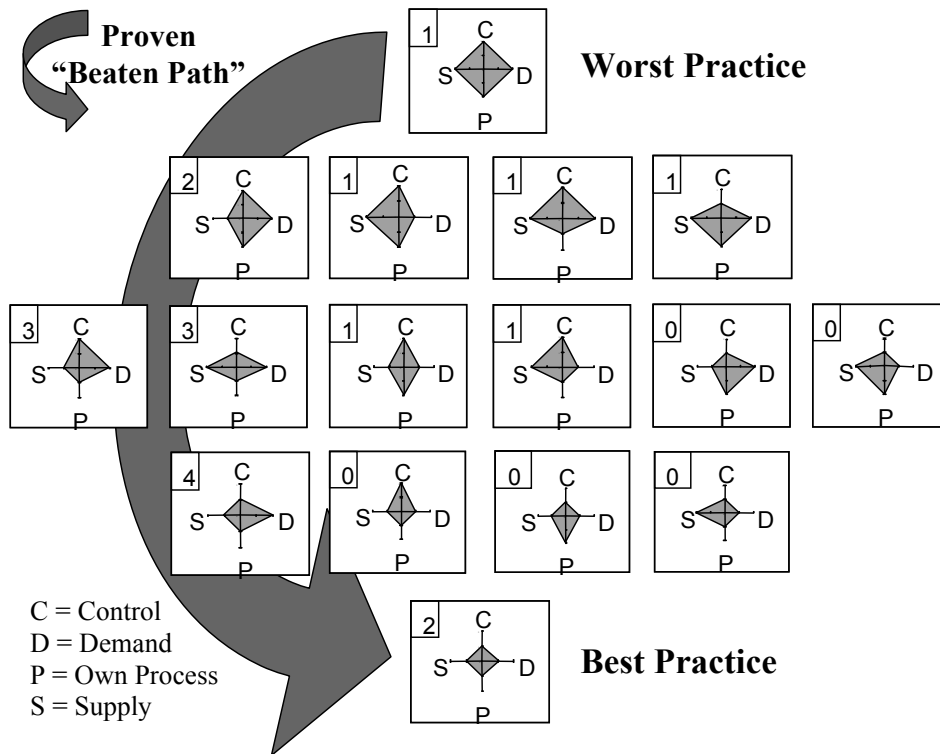 Proven
“Beaten Path”
1
C
S D
P
Worst Practice
2
C
S D
P
1
C
S D
P
1
C
S D
P
1
C
S D
P
3
C
S D
P
3
C
S D
P
1
C
S D
P
1
C
S D
P
0
C
S D
P
0
C
S D
P
4
C
S D
P
0
C
S D
P
0
C
S D
P
0
C
S D
P
C = Control
D = Demand
P = Own Process
S = Supply
2
C
S D
P
Best Practice